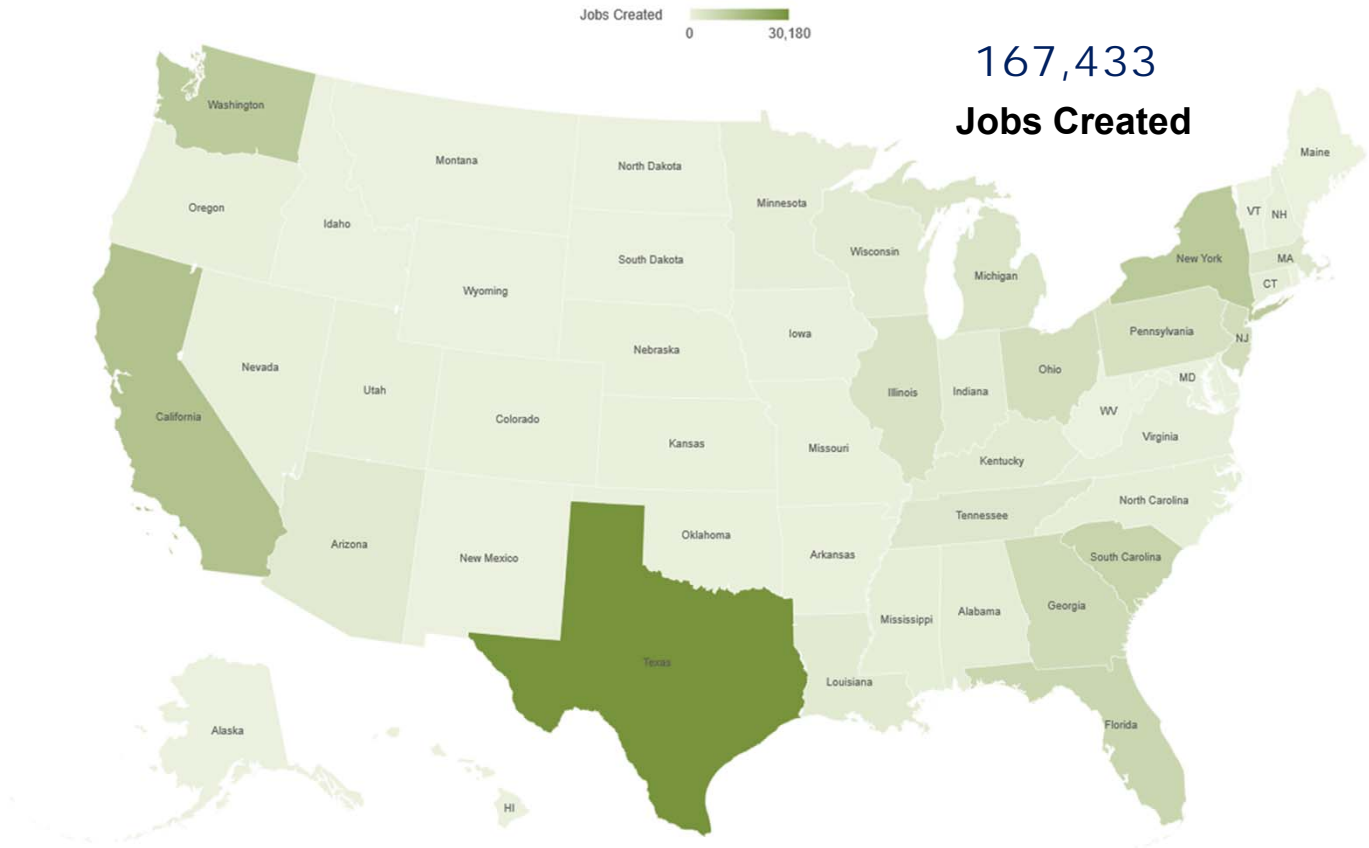 Jobs Created
0 30,180
167,433
Jobs Created
Washington
Montana
North Dakota
Minnesota
Maine
Oregon
Idaho
South Dakota
Wisconsin
Michigan
VT NH
New York
MA
CT
Wyoming
Iowa
Nebraska
Pennsylvania
NJ
Nevada
Utah
Colorado
Illinois
Indiana
Ohio
MD
WV
Virginia
California
Kansas
Missouri
Kentucky
North Carolina
Tennessee
Arizona
New Mexico
Oklahoma
Arkansas
South Carolina
Mississippi
Alabama
Georgia
Texas
Louisiana
Florida
Alaska
HI